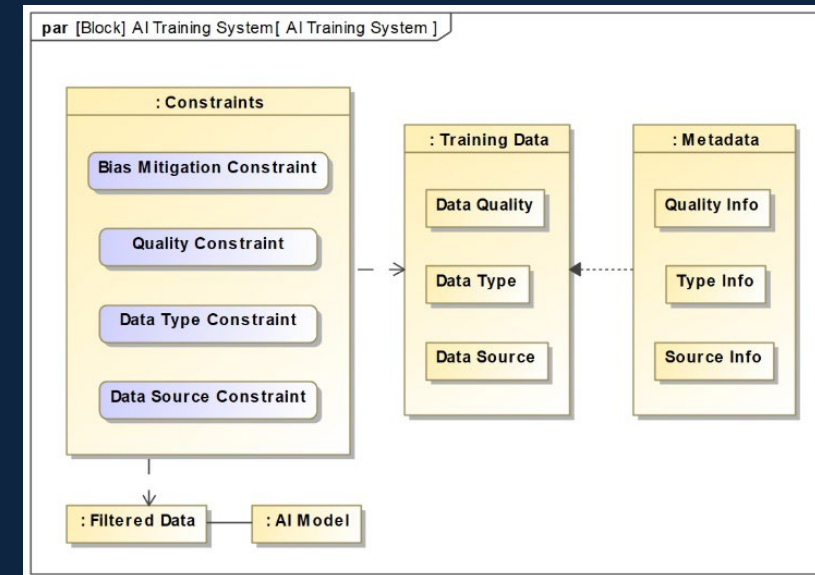 par [Block] AI Training System[ AI Training System ]
: Constraints
Bias Mitigation Constraint
Quality Constraint
Data Type Constraint
Data Source Constraint
: Training Data
Data Quality
Data Type
Data Source
: Metadata
Quality Info
Type Info
Source Info
: Filtered Data
: AI Model